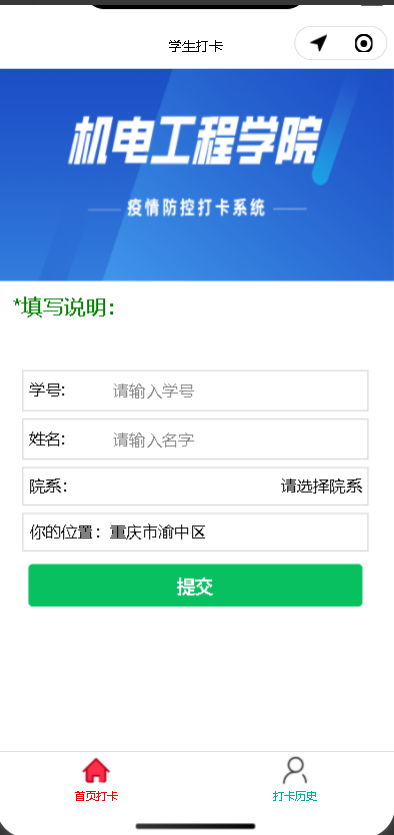 学生打卡
机电工程学院
疫情防控打卡系统
*填写说明:
学号: 请输入学号
姓名: 请输入名字
院系: 请选择院系
你的位置: 重庆市渝中区
提交
首页打卡 打卡历史